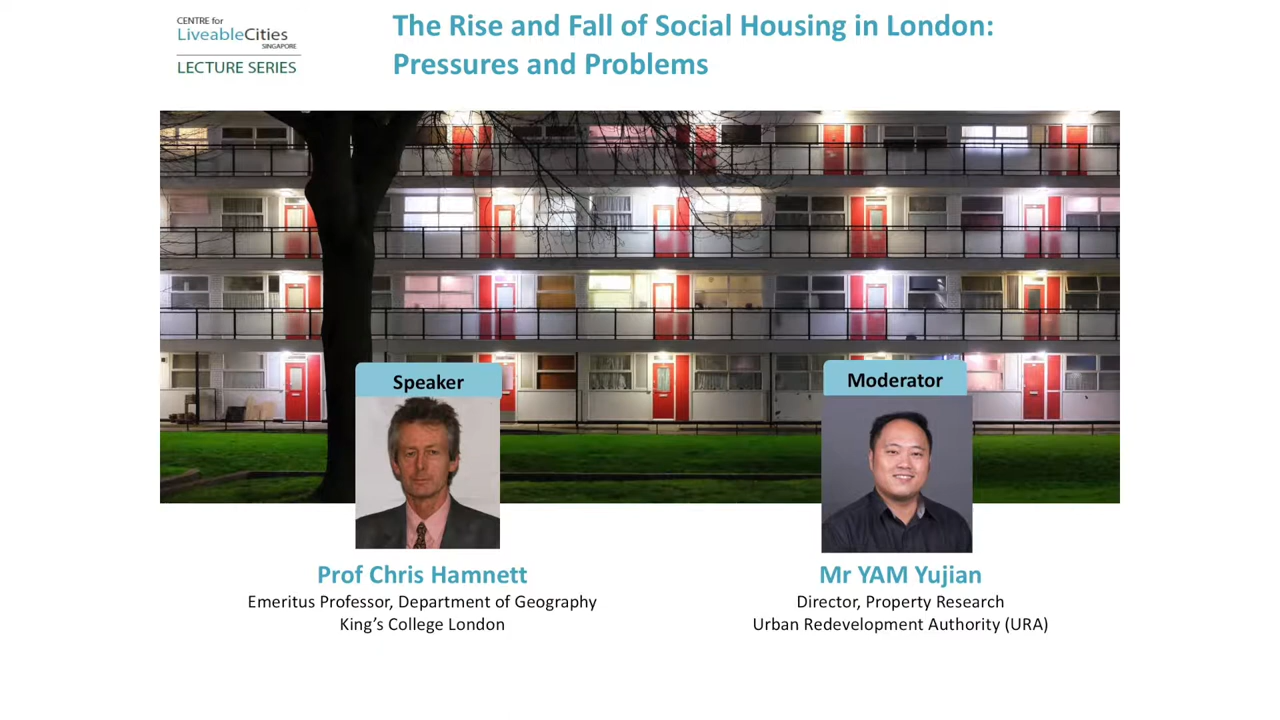 CENTRE for
LiveableCities
SINGAPORE
LECTURE SERIES
The Rise and Fall of Social Housing in London:
Pressures and Problems
Speaker
Moderator
Prof Chris Hamnett
Emeritus Professor, Department of Geography
King's College London
Mr YAM Yujian
Director, Property Research
Urban Redevelopment Authority (URA)